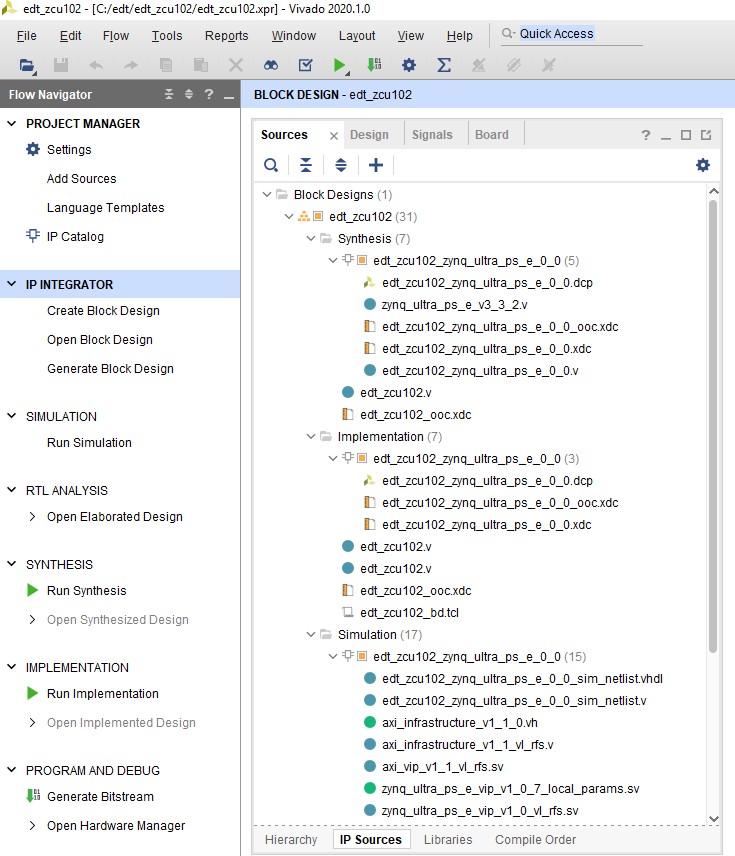 edt_zcu102 - [C:/edt/edt_zcu102/edt_zcu102.xpr] - Vivado 2020.1.0
File Edit Flow Tools Reports Window Layout View Help Quick Access
Flow Navigator
PROJECT MANAGER
Settings
Add Sources
Language Templates
IP Catalog
IP INTEGRATOR
Create Block Design
Open Block Design
Generate Block Design
SIMULATION
Run Simulation
RTL ANALYSIS
Open Elaborated Design
SYNTHESIS
Run Synthesis
Open Synthesized Design
IMPLEMENTATION
Run Implementation
Open Implemented Design
PROGRAM AND DEBUG
Generate Bitstream
Open Hardware Manager
BLOCK DESIGN - edt_zcu102
Sources Design Signals Board
Block Designs (1)
edt_zcu102 (31)
Synthesis (7)
edt_zcu102_zynq_ultra_ps_e_0_0 (5)
edt_zcu102_zynq_ultra_ps_e_0_0.dcp
zynq_ultra_ps_e_v3_3_2.v
edt_zcu102_zynq_ultra_ps_e_0_0_ooc.xdc
edt_zcu102_zynq_ultra_ps_e_0_0.xdc
edt_zcu102_zynq_ultra_ps_e_0_0.v
edt_zcu102.v
edt_zcu102_ooc.xdc
Implementation (7)
edt_zcu102_zynq_ultra_ps_e_0_0 (3)
edt_zcu102_zynq_ultra_ps_e_0_0.dcp
edt_zcu102_zynq_ultra_ps_e_0_0_ooc.xdc
edt_zcu102_zynq_ultra_ps_e_0_0.xdc
edt_zcu102.v
edt_zcu102.v
edt_zcu102_ooc.xdc
edt_zcu102_bd.tcl
Simulation (17)
edt_zcu102_zynq_ultra_ps_e_0_0 (15)
edt_zcu102_zynq_ultra_ps_e_0_0_sim_netlist.vhdl
edt_zcu102_zynq_ultra_ps_e_0_0_sim_netlist.v
axi_infrastructure_v1_1_0.vh
axi_infrastructure_v1_1_vl_rfs.v
axi_vip_v1_1_vl_rfs.sv
zynq_ultra_ps_e_vip_v1_0_7_local_params.sv
zynq_ultra_ps_e_vip_v1_0_vl_rfs.sv
Hierarchy IP Sources Libraries Compile Order